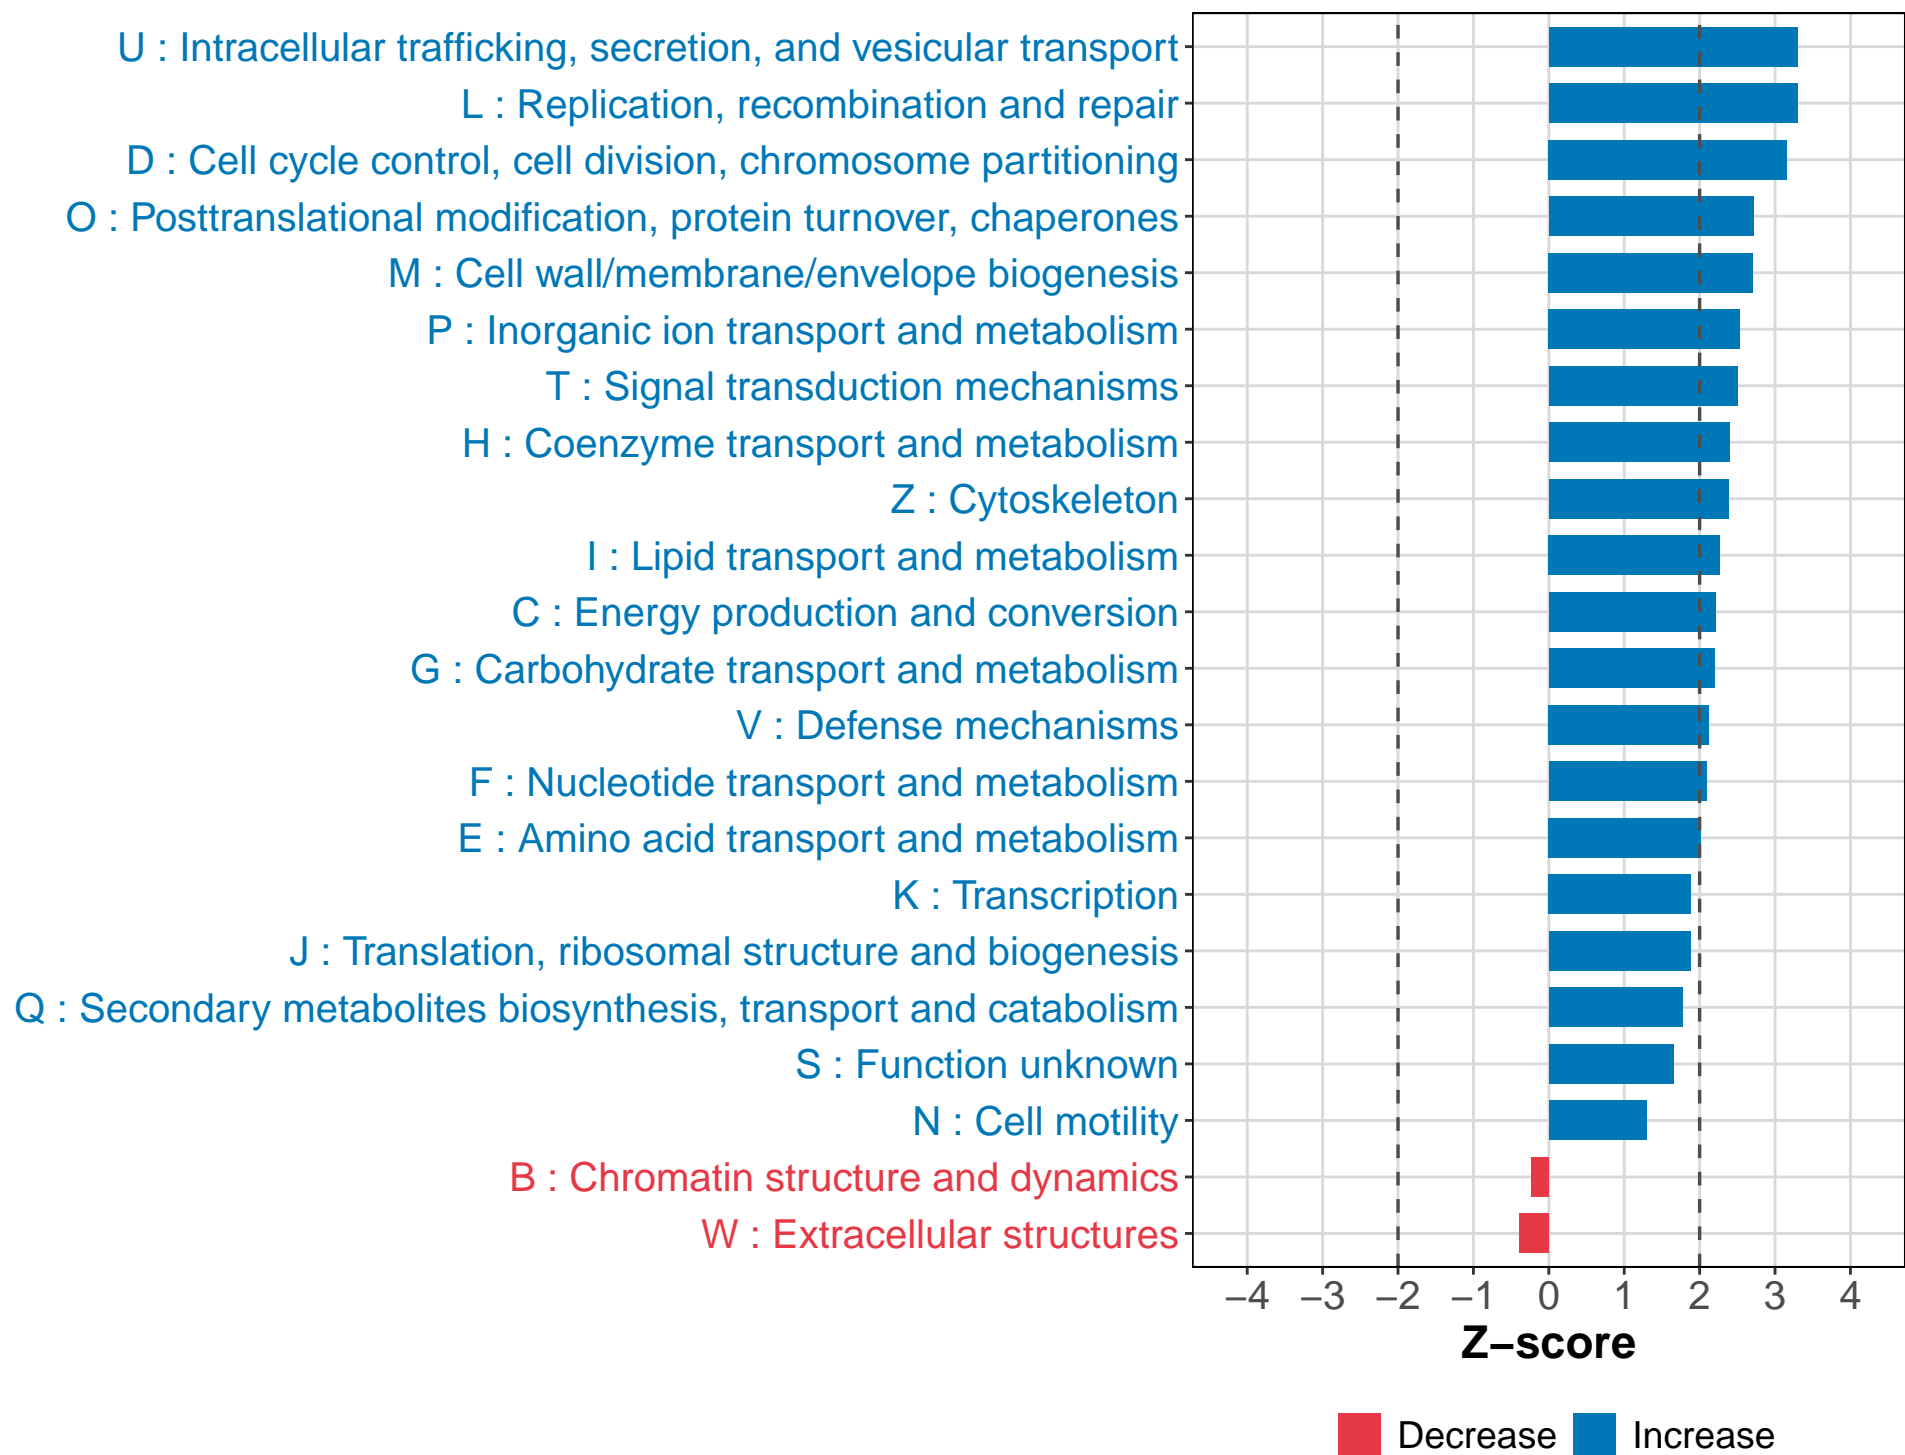 U : Intracellular trafficking, secretion, and vesicular transport
L : Replication, recombination and repair
D : Cell cycle control, cell division, chromosome partitioning
O : Posttranslational modification, protein turnover, chaperones
M : Cell wall/membrane/envelope biogenesis
P : Inorganic ion transport and metabolism
T : Signal transduction mechanisms
H : Coenzyme transport and metabolism
Z : Cytoskeleton
I : Lipid transport and metabolism
C : Energy production and conversion
G : Carbohydrate transport and metabolism
V : Defense mechanisms
F : Nucleotide transport and metabolism
E : Amino acid transport and metabolism
K : Transcription
J : Translation, ribosomal structure and biogenesis
Q : Secondary metabolites biosynthesis, transport and catabolism
S : Function unknown
N : Cell motility
B : Chromatin structure and dynamics
W : Extracellular structures
−4 −3 −2 −1 0 1 2 3 4
Z−score
Decrease Increase